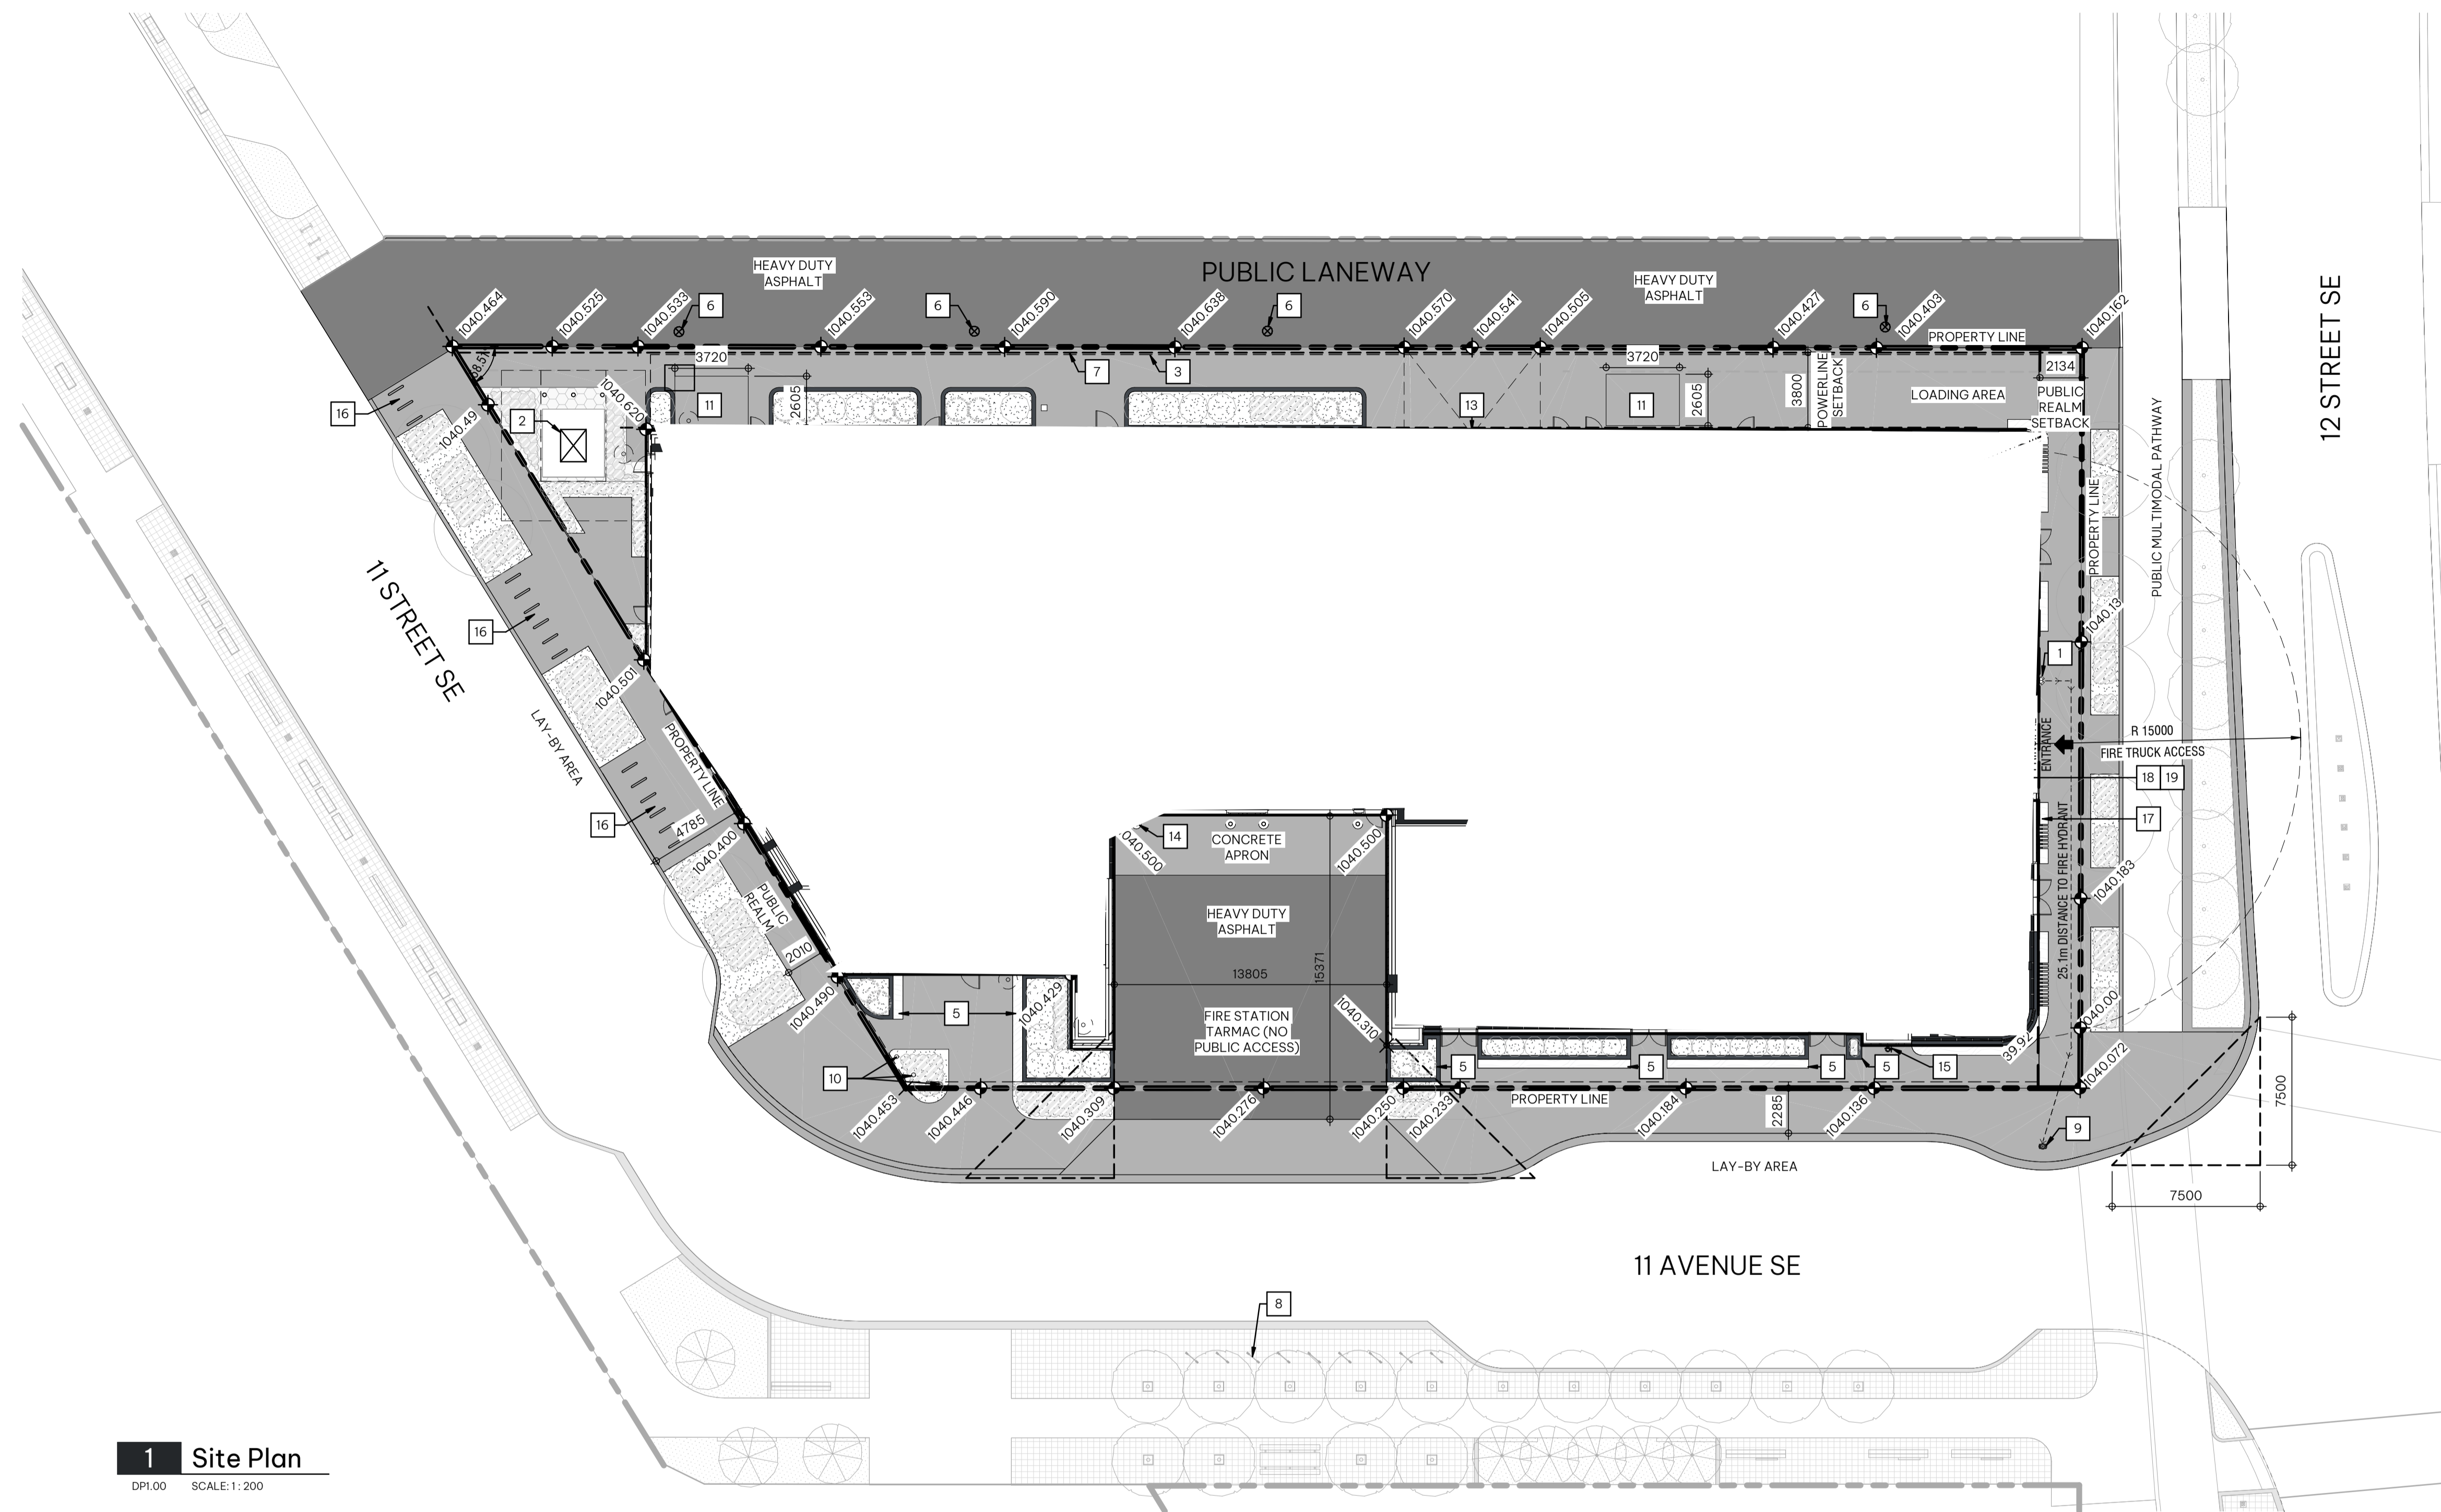 PUBLIC LANEWAY
HEAVY DUTY
ASPHALT
HEAVY DUTY
ASPHALT
12 STREET SE
6
6
6
6
1040.464
1040.525
1040.533
1040.553
1040.590
1040.638
1040.570
1040.541
1040.505
1040.427
1040.403
1040.162
PROPERTY LINE
3720
7
3
3720
2134
16
2
1040.49
1040.620
11
2605
13
11
2605
3800
POWERLINE
SETBACK
LOADING AREA
PUBLIC
REALM
SETBACK
PROPERTY LINE
PUBLIC MULTIMODAL PATHWAY
11 STREET SE
16
1040.501
1040.13
1
LAY-BY AREA
PROPERTY LINE
ENTRANCE
R 15000
FIRE TRUCK ACCESS
18
19
17
25.1m DISTANCE TO FIRE HYDRANT
16
4785
1040.400
14
CONCRETE
APRON
1040.500
1040.183
PUBLIC
REALM
2010
HEAVY DUTY
ASPHALT
13805
15371
1040.490
5
1040.429
FIRE STATION
TARMAC (NO
PUBLIC ACCESS)
1040.310
1040.00
39.92
1040.072
10
5
5
5
5
15
1040.453
1040.446
1040.309
1040.276
1040.250
1040.233
PROPERTY LINE
1040.184
2285
1040.136
9
7500
LAY-BY AREA
7500
11 AVENUE SE
8
1
Site Plan
DP1.00
SCALE: 1 : 200